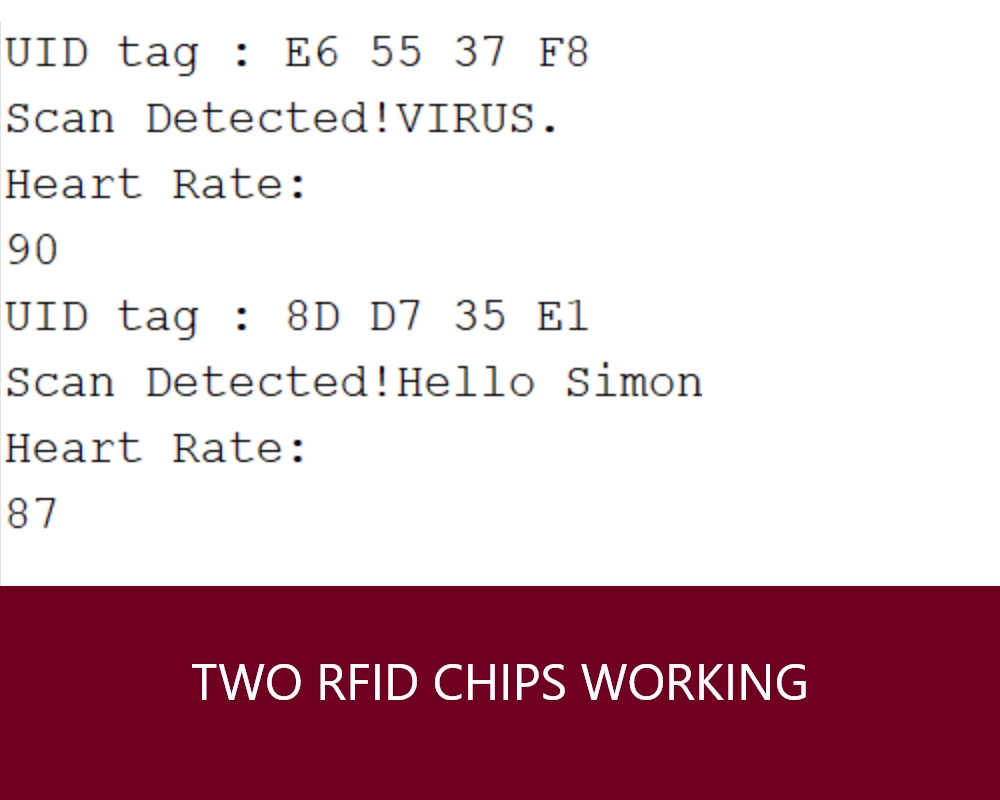 UID tag : E6 55 37 F8
Scan Detected!VIRUS.
Heart Rate:
90
UID tag : 8D D7 35 E1
Scan Detected!Hello Simon
Heart Rate:
87
TWO RFID CHIPS WORKING